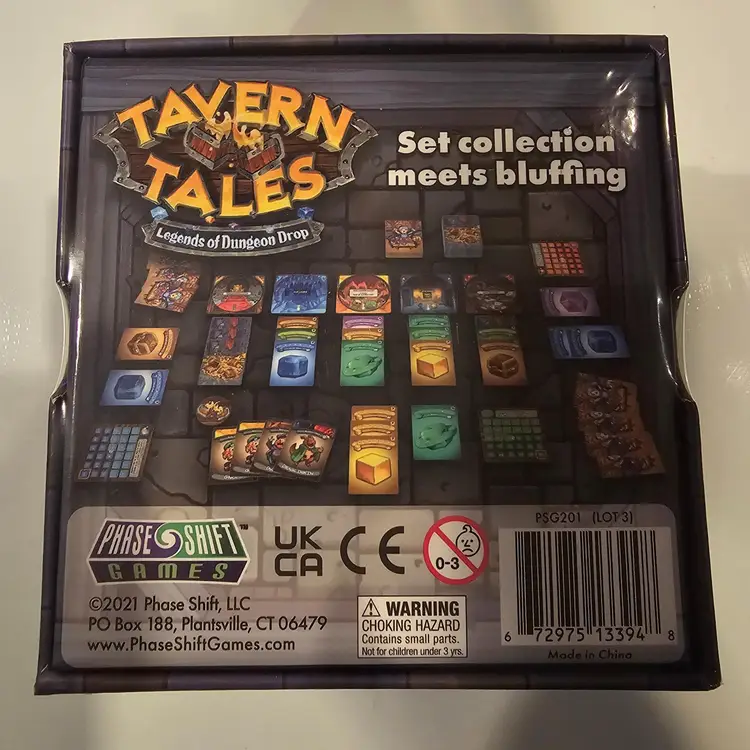 TAVERN
TALES
Legends of Dungeon Drop
Set collection
meets bluffing
PHASE SHIFT™
GAMES
UK
CA
CE
0-3
©2021 Phase Shift, LLC
PO Box 188, Plantsville, CT 06479
www.PhaseShiftGames.com
WARNING
CHOKING HAZARD
Contains small parts.
Not for children under 3 yrs.
PSG201 (LOT 3)
6 72975 13394 8
Made in China